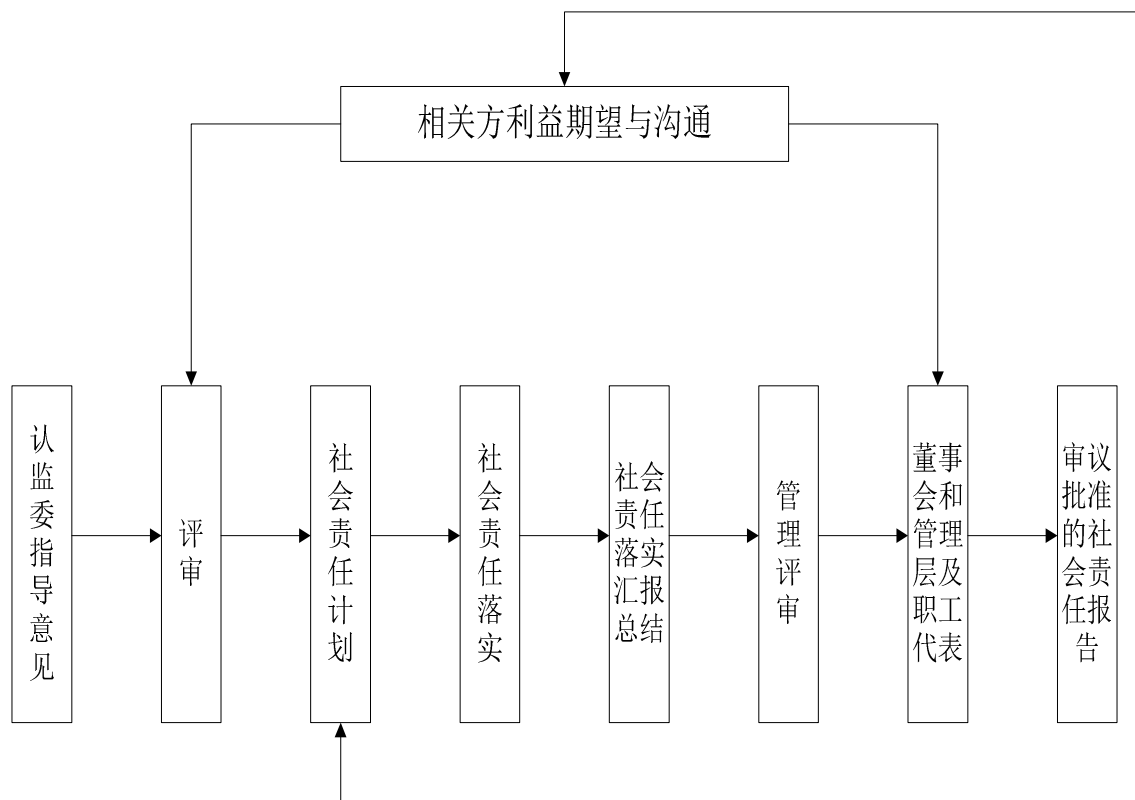 相关方利益期望与沟通
认监委指导意见
评审
社会责任计划
社会责任落实
社会
责任
落实
汇报
总结
管理评审
董事
会和
管理
层及
职工
代表
审议
批准
的社
会责
任报
告